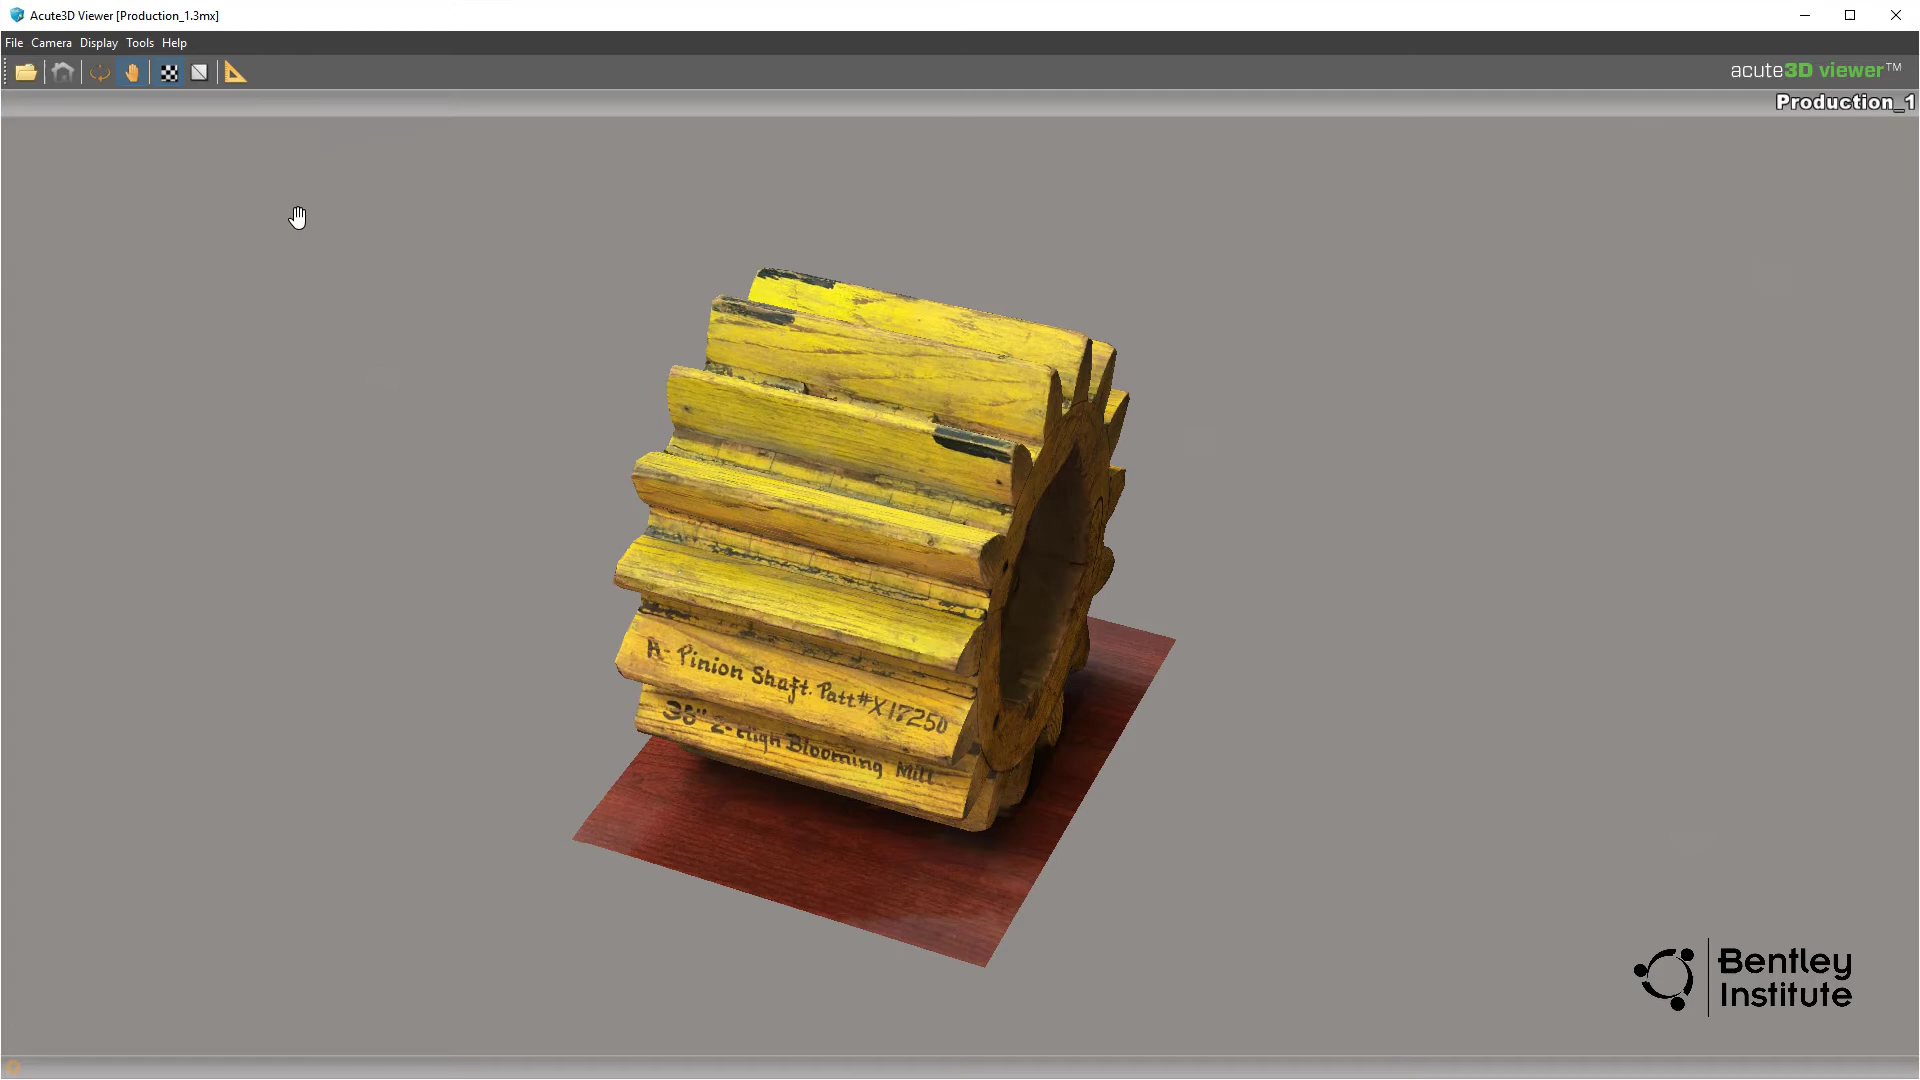 Acute3D Viewer [Production_1.3mx]
File Camera Display Tools Help
acute3D viewer™
Production_1
A- Pinion Shaft. Patt#X17250
36" 2-High Blooming Mill
Bentley
Institute